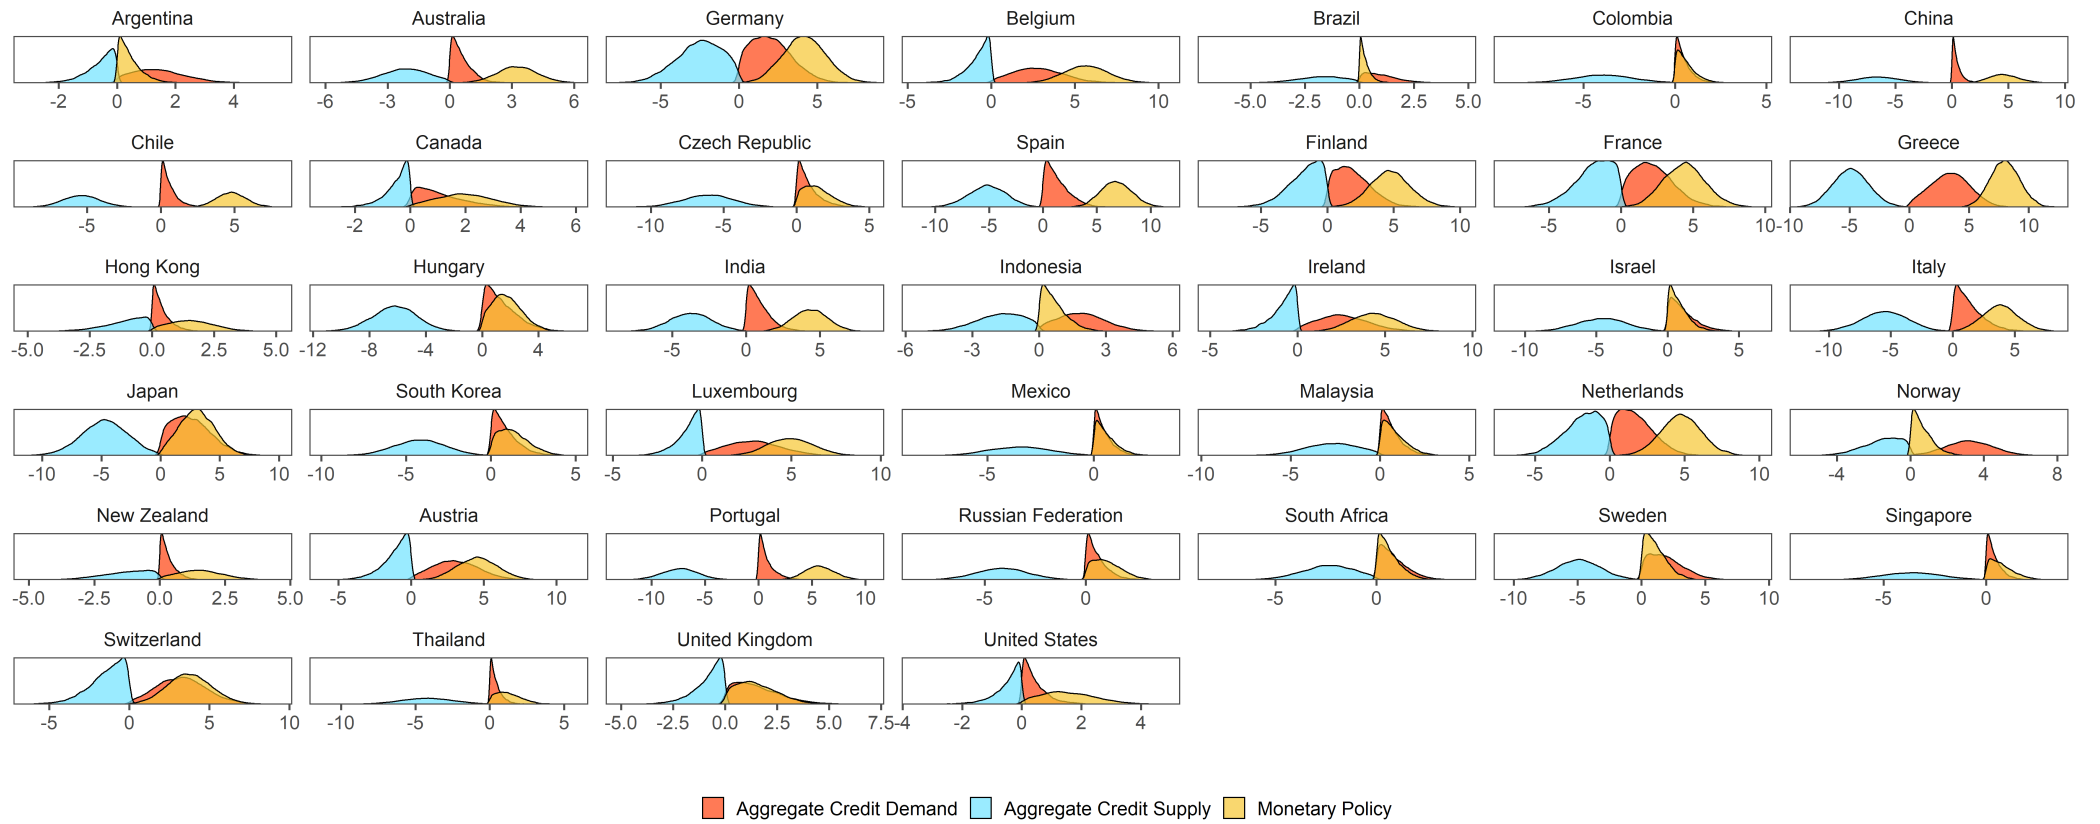 Argentina Australia Germany Belgium Brazil Colombia China
-2 0 2 4 -6 -3 0 3 6 -5 0 5 -5 0 5 10 -5.0 -2.5 0.0 2.5 5.0 -5 0 5 -10 -5 0 5 10
Chile Canada Czech Republic Spain Finland France Greece
-5 0 5 -2 0 2 4 6 -10 -5 0 5 -10 -5 0 5 10 -5 0 5 10 -5 0 5 10 -10 -5 0 5 10
Hong Kong Hungary India Indonesia Ireland Israel Italy
-5.0 -2.5 0.0 2.5 5.0 -12 -8 -4 0 4 -5 0 5 -6 -3 0 3 6 -5 0 5 10 -10 -5 0 5 -10 -5 0 5
Japan South Korea Luxembourg Mexico Malaysia Netherlands Norway
-10 -5 0 5 10 -10 -5 0 5 -5 0 5 10 -5 0 -10 -5 0 5 -5 0 5 10 -4 0 4 8
New Zealand Austria Portugal Russian Federation South Africa Sweden Singapore
-5.0 -2.5 0.0 2.5 5.0 -5 0 5 10 -10 -5 0 5 10 -5 0 -5 0 -10 -5 0 5 10 -5 0
Switzerland Thailand United Kingdom United States
-5 0 5 10 -10 -5 0 5 -5.0 -2.5 0.0 2.5 5.0 7.5 -4 -2 0 2 4
Aggregate Credit Demand Aggregate Credit Supply Monetary Policy